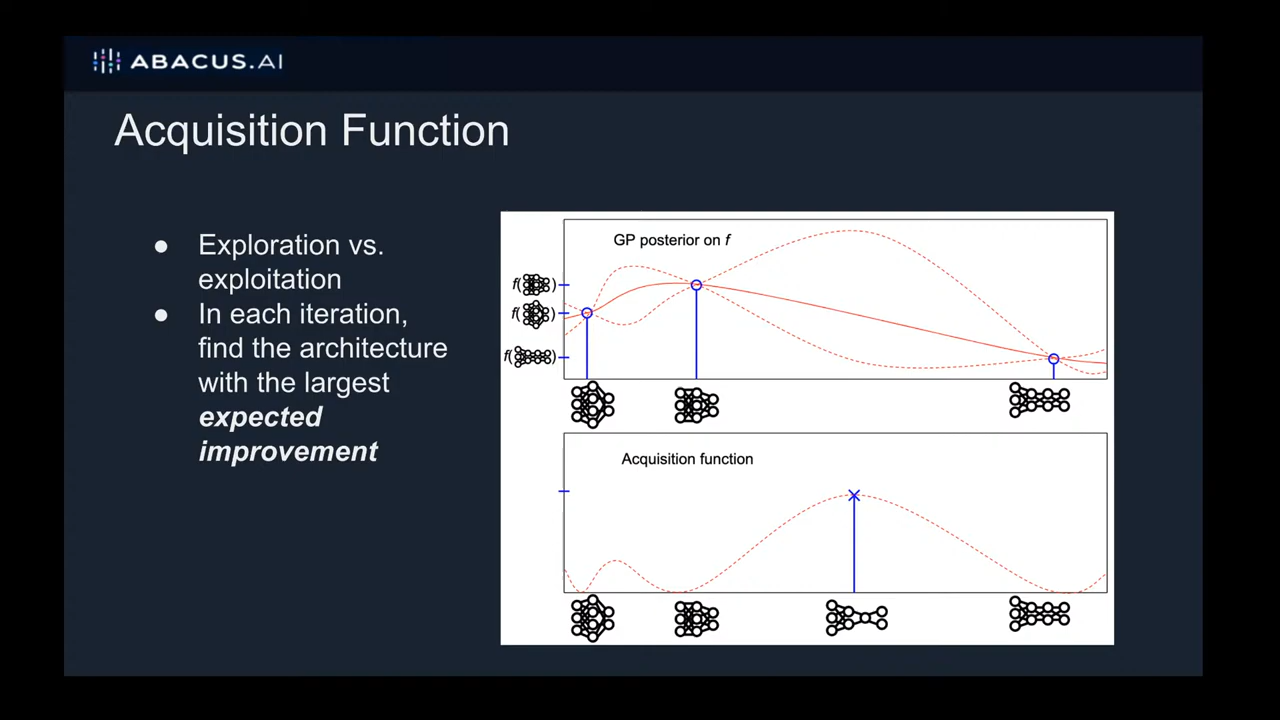 ABACUS.AI
Acquisition Function
● Exploration vs.
exploitation
● In each iteration,
find the architecture
with the largest
expected
improvement
GP posterior on f
f( )
f( )
f( )
Acquisition function